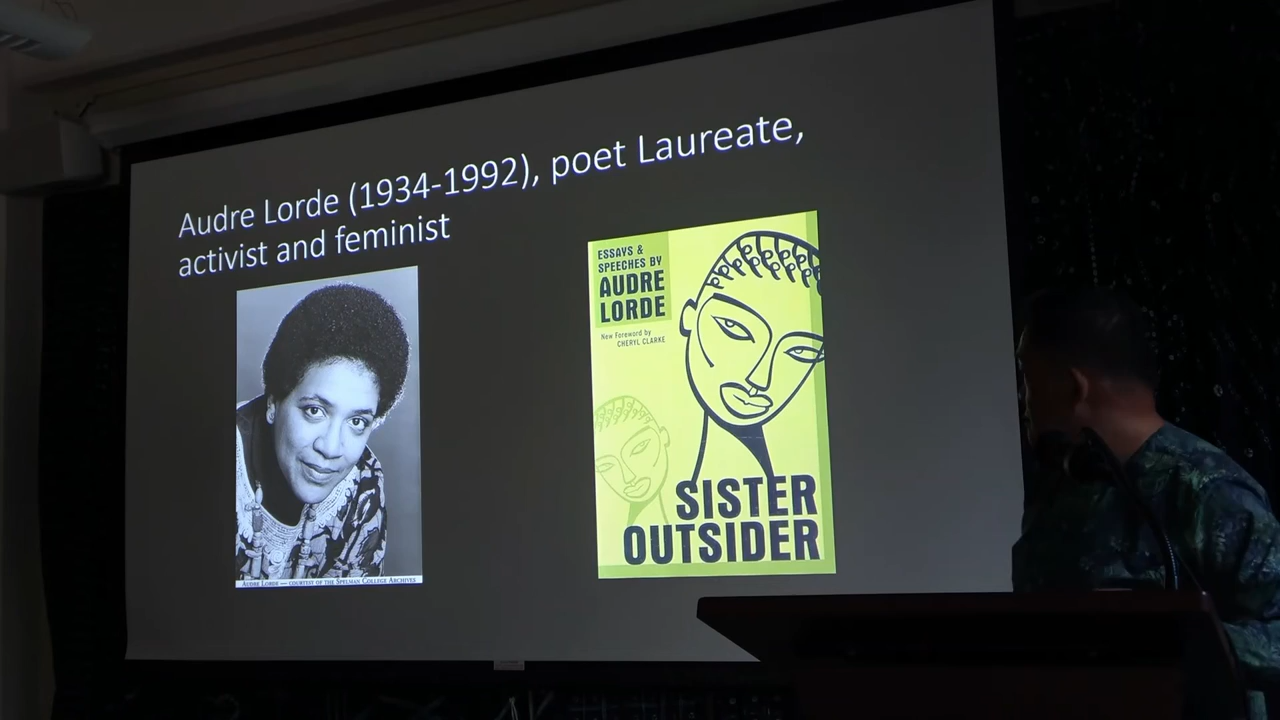 Audre Lorde (1934-1992), poet Laureate,
activist and feminist
AUDRE LORDE — COURTESY OF THE SPELMAN COLLEGE ARCHIVES
ESSAYS &
SPEECHES BY
AUDRE
LORDE
New Foreword by
CHERYL CLARKE
SISTER
OUTSIDER